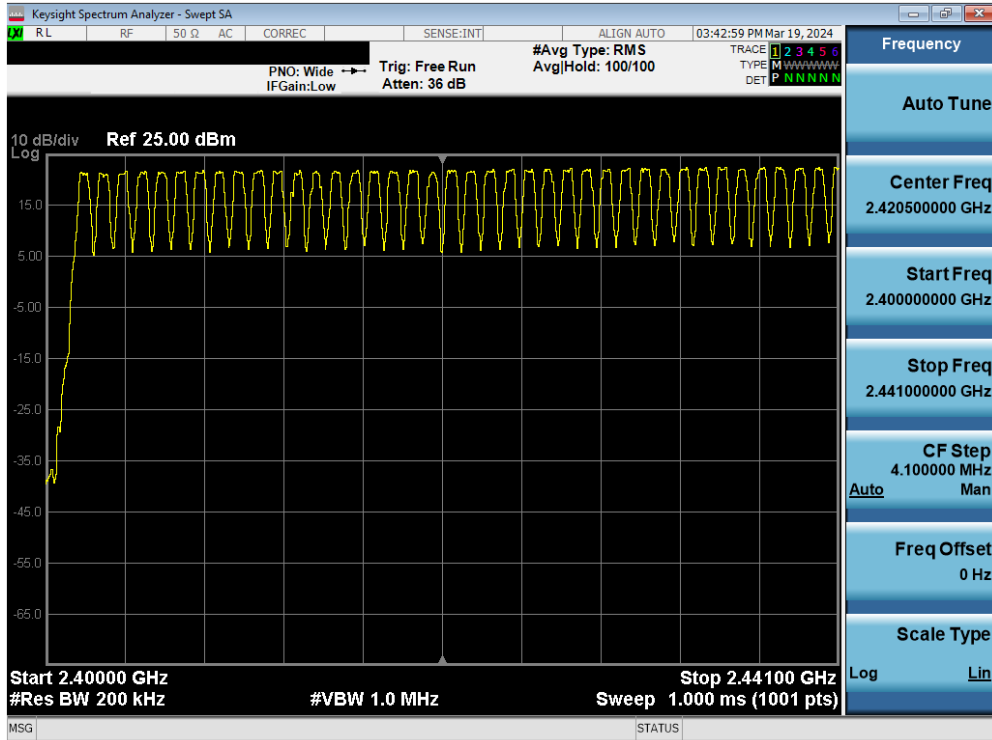 Keysight Spectrum Analyzer - Swept SA
LXI RL RF 50 Ω AC CORREC SENSE:INT ALIGN AUTO 03:42:59 PM Mar 19, 2024
#Avg Type: RMS TRACE 1 2 3 4 5 6
PNO: Wide Trig: Free Run Avg|Hold: 100/100 TYPE M WWWWW
IFGain:Low Atten: 36 dB DET P N N N N N
10 dB/div Ref 25.00 dBm
Log
15.0
5.00
-5.00
-15.0
-25.0
-35.0
-45.0
-55.0
-65.0
Start 2.40000 GHz Stop 2.44100 GHz
#Res BW 200 kHz #VBW 1.0 MHz Sweep 1.000 ms (1001 pts)
MSG STATUS
Frequency
Auto Tune
Center Freq
2.420500000 GHz
Start Freq
2.400000000 GHz
Stop Freq
2.441000000 GHz
CF Step
4.100000 MHz
Auto Man
Freq Offset
0 Hz
Scale Type
Log Lin